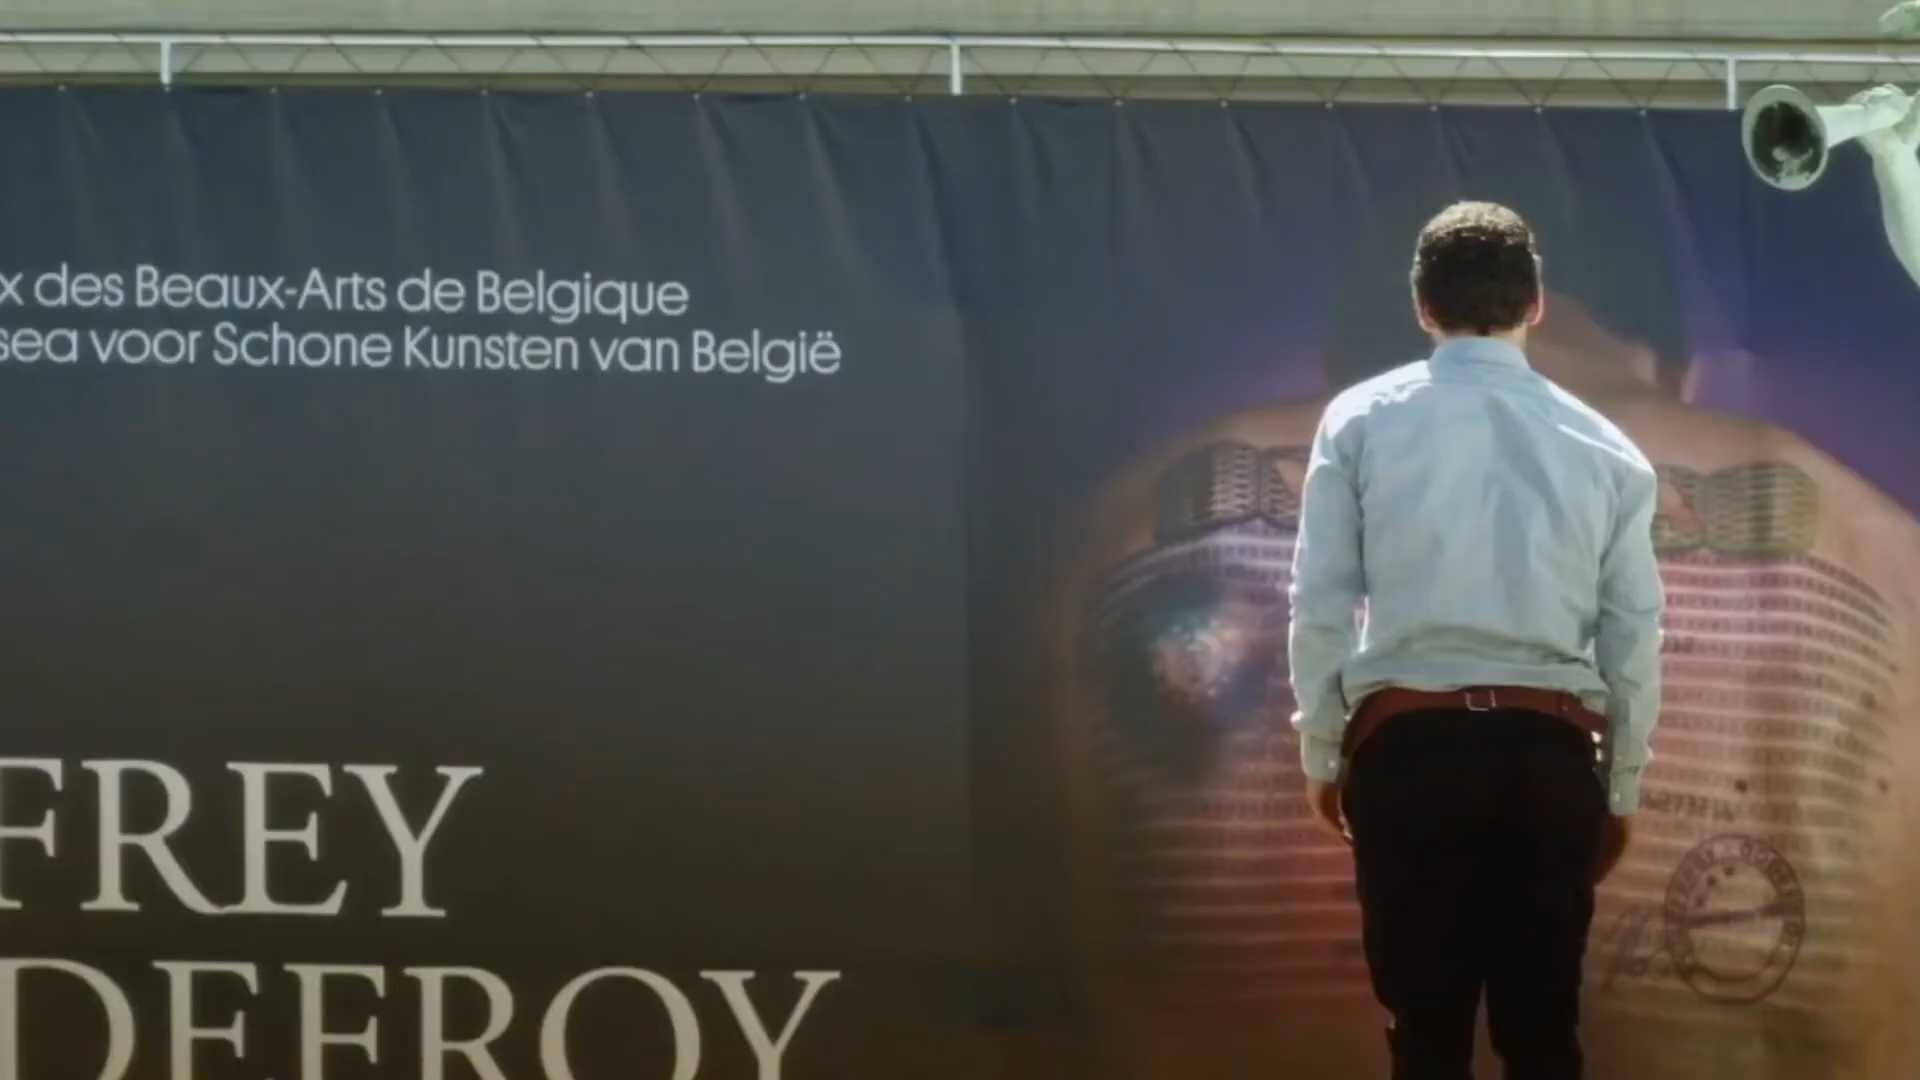 x des Beaux-Arts de Belgique
sea voor Schone Kunsten van België
FREY
DEFROY